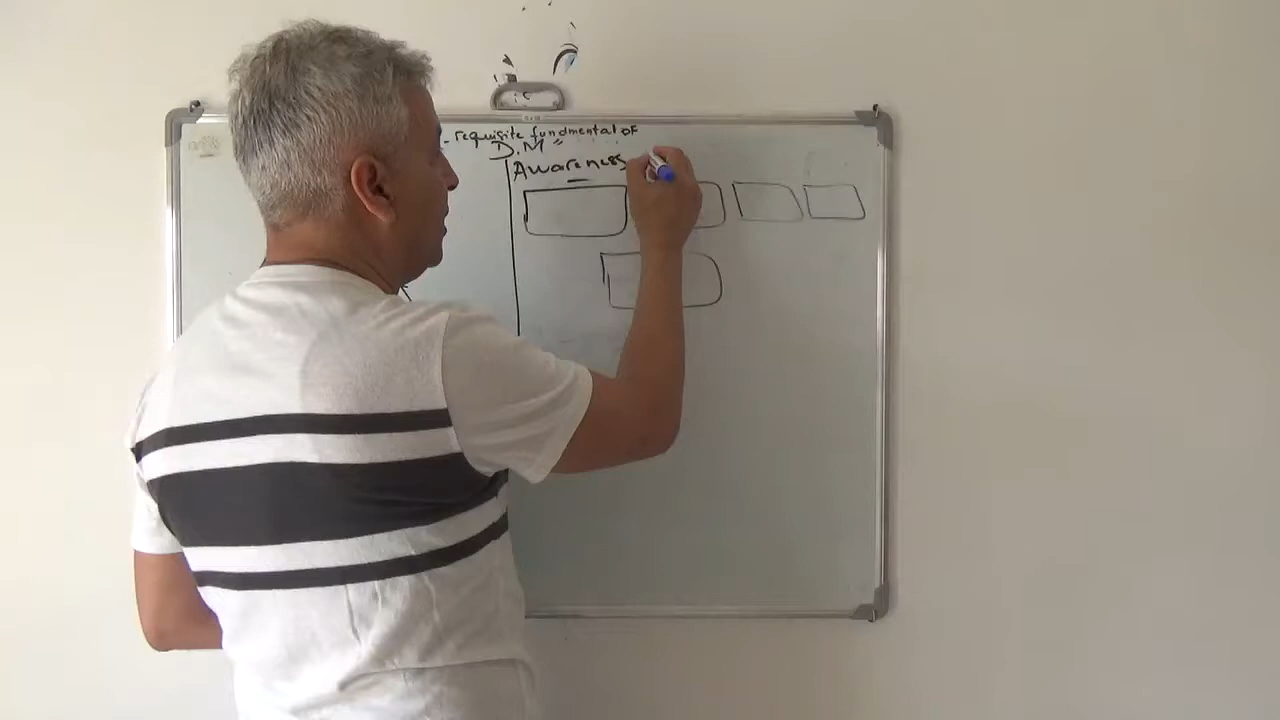 - requisite fundmental of
D.M "
Awareness